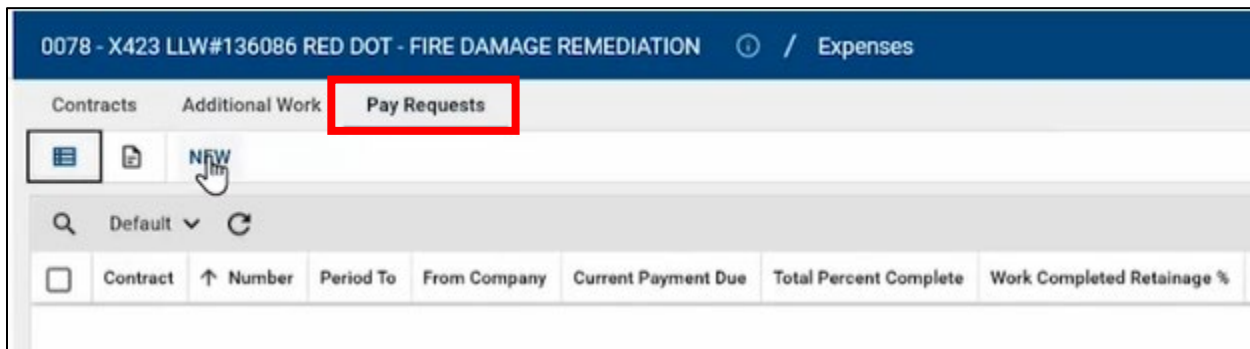 0078 - X423 LLW#136086 RED DOT - FIRE DAMAGE REMEDIATION / Expenses
Contracts Additional Work Pay Requests
NEW
Default
Contract Number Period To From Company Current Payment Due Total Percent Complete Work Completed Retainage %